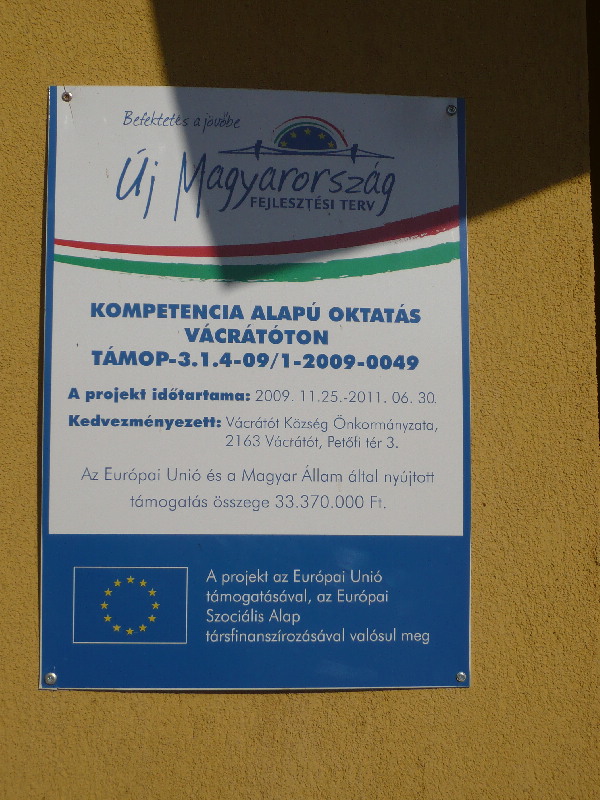 Befektetés a jövőbe
Új Magyarország
FEJLESZTÉSI TERV
KOMPETENCIA ALAPÚ OKTATÁS
VÁCRÁTÓTON
TÁMOP-3.1.4-09/1-2009-0049
A projekt időtartama: 2009. 11.25.-2011. 06. 30.
Kedvezményezett: Vácrátót Község Önkormányzata,
2163 Vácrátót, Petőfi tér 3.
Az Európai Unió és a Magyar Állam által nyújtott
támogatás összege 33.370.000 Ft.
A projekt az Európai Unió
támogatásával, az Európai
Szociális Alap
társfinanszírozásával valósul meg